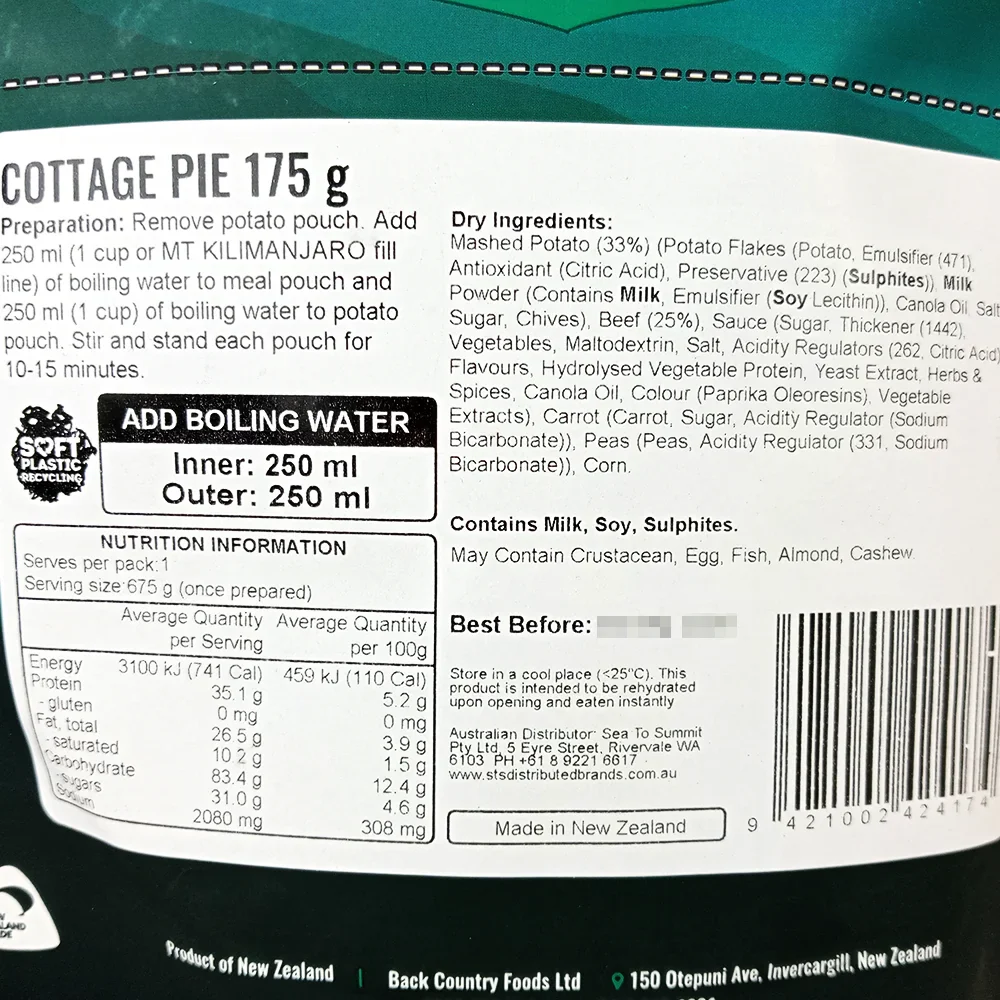 COTTAGE PIE 175 g
Preparation: Remove potato pouch. Add
250 ml (1 cup or MT KILIMANJARO fill
line) of boiling water to meal pouch and
250 ml (1 cup) of boiling water to potato
pouch. Stir and stand each pouch for
10-15 minutes.
SOFT
PLASTIC
RECYCLING
ADD BOILING WATER
Inner: 250 ml
Outer: 250 ml
NUTRITION INFORMATION
Serves per pack: 1
Serving size: 675 g (once prepared)
Average Quantity per Serving Average Quantity per 100g
Energy 3100 kJ (741 Cal) 459 kJ (110 Cal)
Protein 35.1 g 5.2 g
- gluten 0 mg 0 mg
Fat, total 26.5 g 3.9 g
- saturated 10.2 g 1.5 g
Carbohydrate 83.4 g 12.4 g
- sugars 31.0 g 4.6 g
Sodium 2080 mg 308 mg
Dry Ingredients:
Mashed Potato (33%) (Potato Flakes (Potato, Emulsifier (471),
Antioxidant (Citric Acid), Preservative (223) (Sulphites)), Milk
Powder (Contains Milk, Emulsifier (Soy Lecithin)), Canola Oil, Salt
Sugar, Chives), Beef (25%), Sauce (Sugar, Thickener (1442),
Vegetables, Maltodextrin, Salt, Acidity Regulators (262, Citric Acid)
Flavours, Hydrolysed Vegetable Protein, Yeast Extract, Herbs &
Spices, Canola Oil, Colour (Paprika Oleoresins), Vegetable
Extracts), Carrot (Carrot, Sugar, Acidity Regulator (Sodium
Bicarbonate)), Peas (Peas, Acidity Regulator (331, Sodium
Bicarbonate)), Corn.
Contains Milk, Soy, Sulphites.
May Contain Crustacean, Egg, Fish, Almond, Cashew.
Best Before:
Store in a cool place (<25°C). This
product is intended to be rehydrated
upon opening and eaten instantly
Australian Distributor: Sea To Summit
Pty Ltd, 5 Eyre Street, Rivervale WA
6103 PH +61 8 9221 6617
www.stsdistributedbrands.com.au
Made in New Zealand
9 421002 424174
Product of New Zealand | Back Country Foods Ltd 150 Otepuni Ave, Invercargill, New Zealand